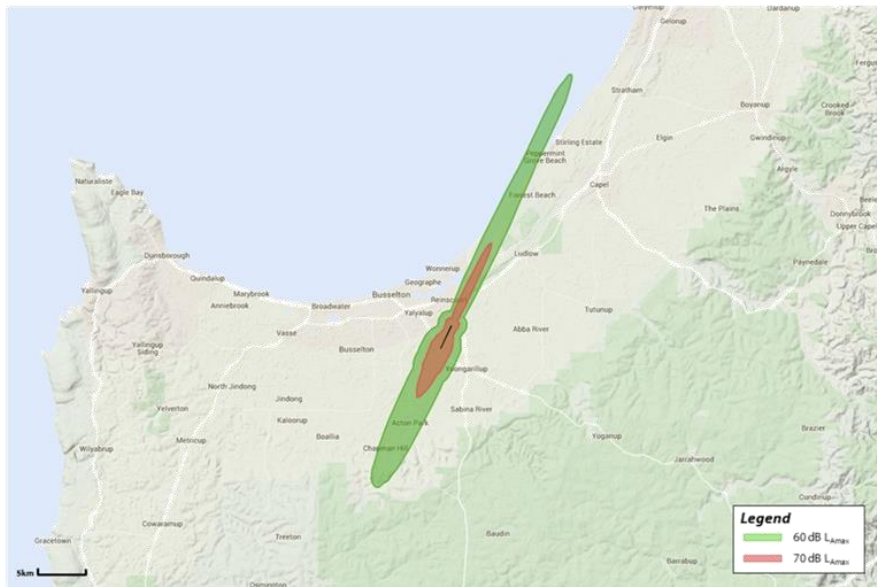 Dardanup
Gelorup
Stratham
Boyanup
Crooked
Brook
Stirling Estate
Elgin
Gwindinup
Peppermint
Grove Beach
Naturaliste
Eagle Bay
Capel
Argyle
Forrest Beach
The Plains
Donnybrook
Upper Capel
Dunsborough
Wonnerup
Ludlow
Paynedale
Quindalup
Geographe
Yallingup
Marybrook
Busselton
Reinscourt
Anniebrook
Broadwater
Yalyalup
Tutunup
Vasse
Abba River
Yallingup
Siding
Busselton
Yoongarillup
North Jindong
Jindong
Yelverton
Sabina River
Kaloorup
Acton Park
Metricup
Boallia
Yoganup
Brazier
Wilyabrup
Chapman Hill
Jarrahwood
Cundinup
Cowaramup
Legend
Gracetown
Treeton
Baudin
60 dB LAmax
5km
70 dB LAmax
Barrabup
Osmington